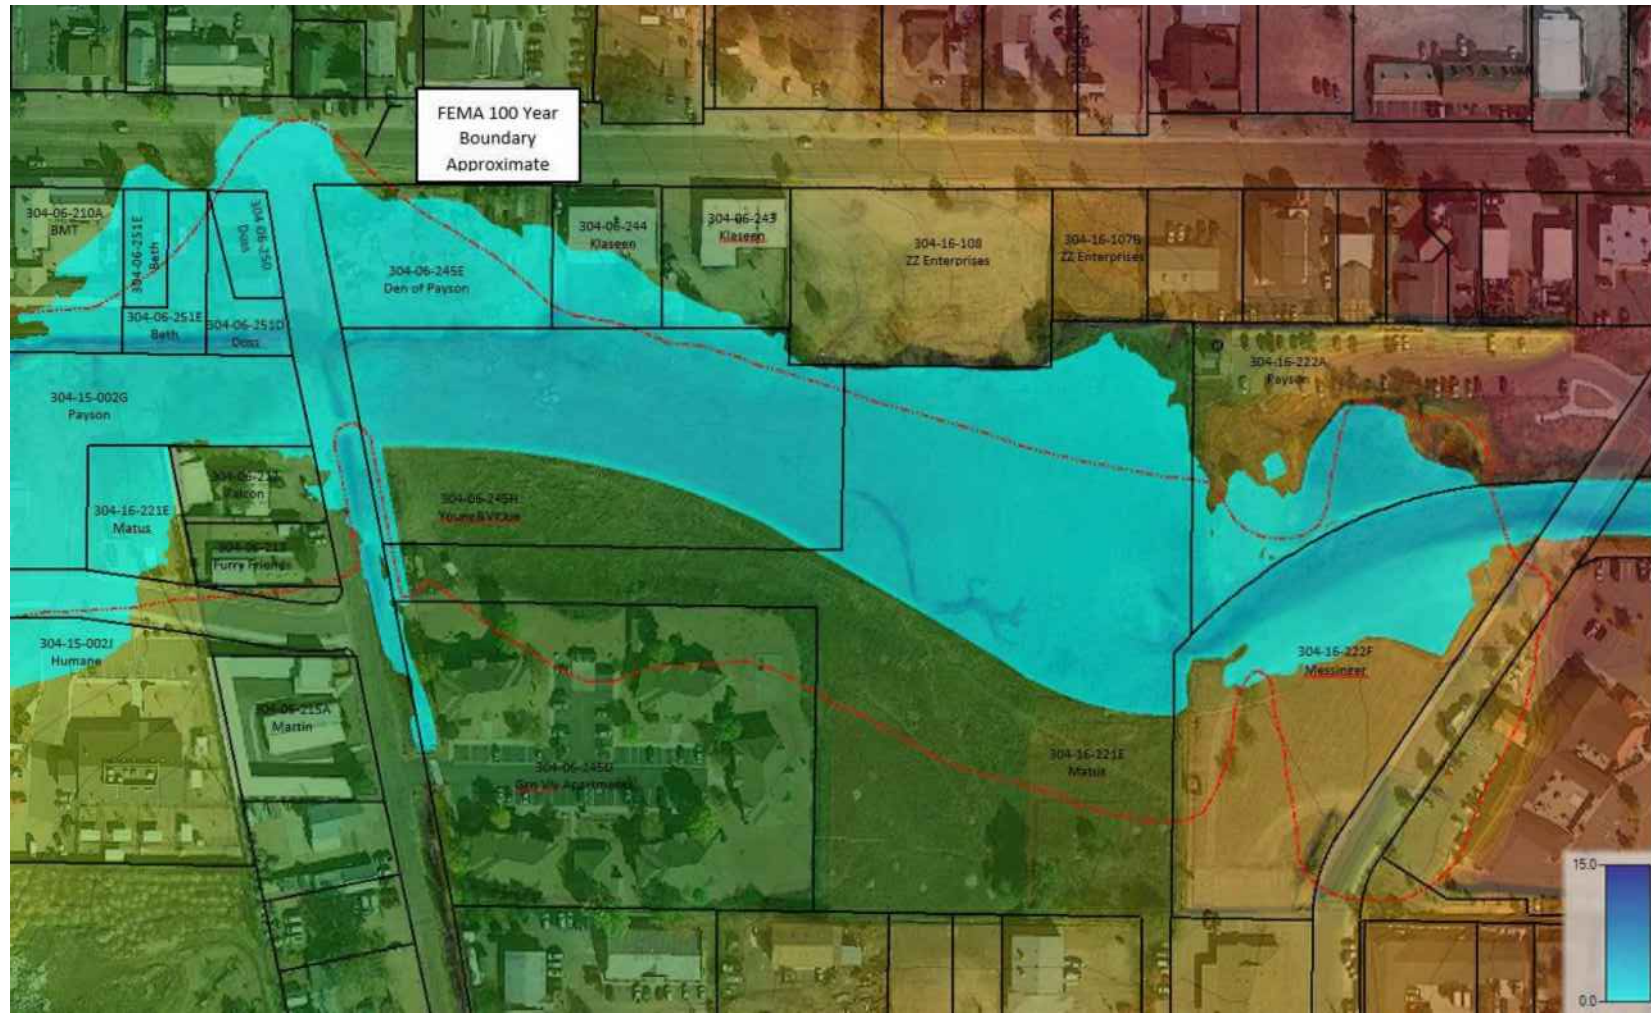 FEMA 100 Year
Boundary
Approximate
304-06-210A
BMT
304-06-251E
Beth
304-06-250
Doss
304-06-245E
Den of Payson
304-06-244
Klaseen
304-06-243
Klaseen
304-16-108
ZZ Enterprises
304-16-107B
ZZ Enterprises
304-06-251E
Beth
304-06-251D
Doss
304-16-222A
Payson
304-15-002G
Payson
Falcon
304-16-221E
Matus
304-06-245H
Furry Friends
304-15-002J
Humane
304-16-222F
Messinger
304-06-215A
Martin
304-16-221E
Matus
304-06-245G
Apartments
15.0
0.0